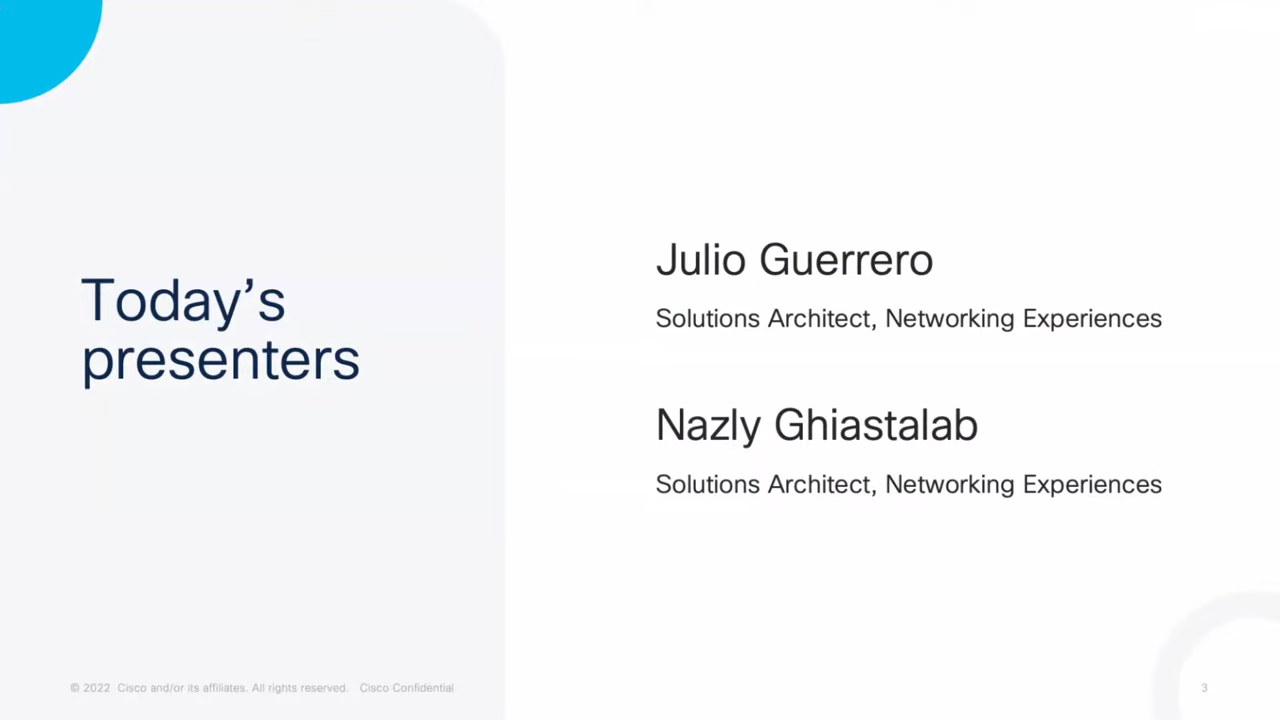 Today’s
presenters
Julio Guerrero
Solutions Architect, Networking Experiences
Nazly Ghiastalab
Solutions Architect, Networking Experiences
© 2022 Cisco and/or its affiliates. All rights reserved. Cisco Confidential
3